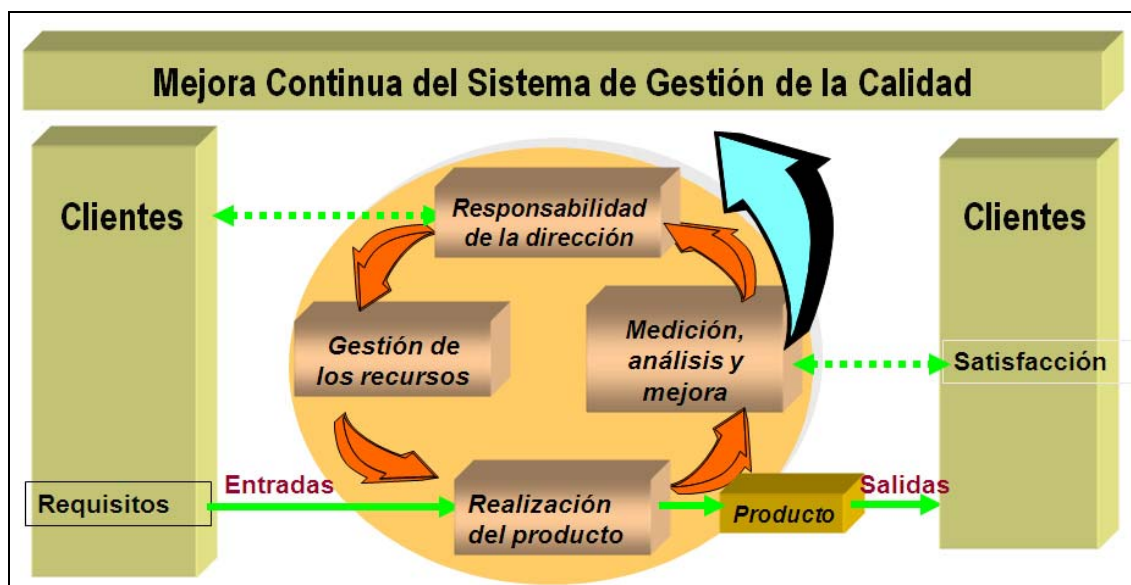 Mejora Continua del Sistema de Gestión de la Calidad
Clientes
Responsabilidad
de la dirección
Clientes
Gestión de
los recursos
Medición,
análisis y
mejora
Satisfacción
Requisitos
Entradas
Realización
del producto
Producto
Salidas